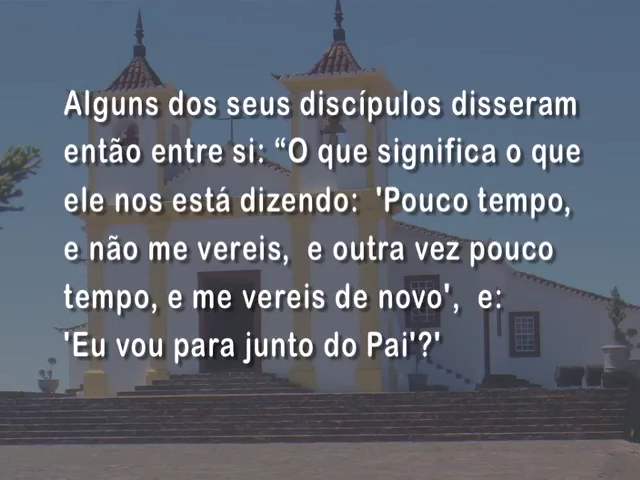 Alguns dos seus discípulos disseram
então entre si: “O que significa o que
ele nos está dizendo: 'Pouco tempo,
e não me vereis, e outra vez pouco
tempo, e me vereis de novo', e:
'Eu vou para junto do Pai'?'